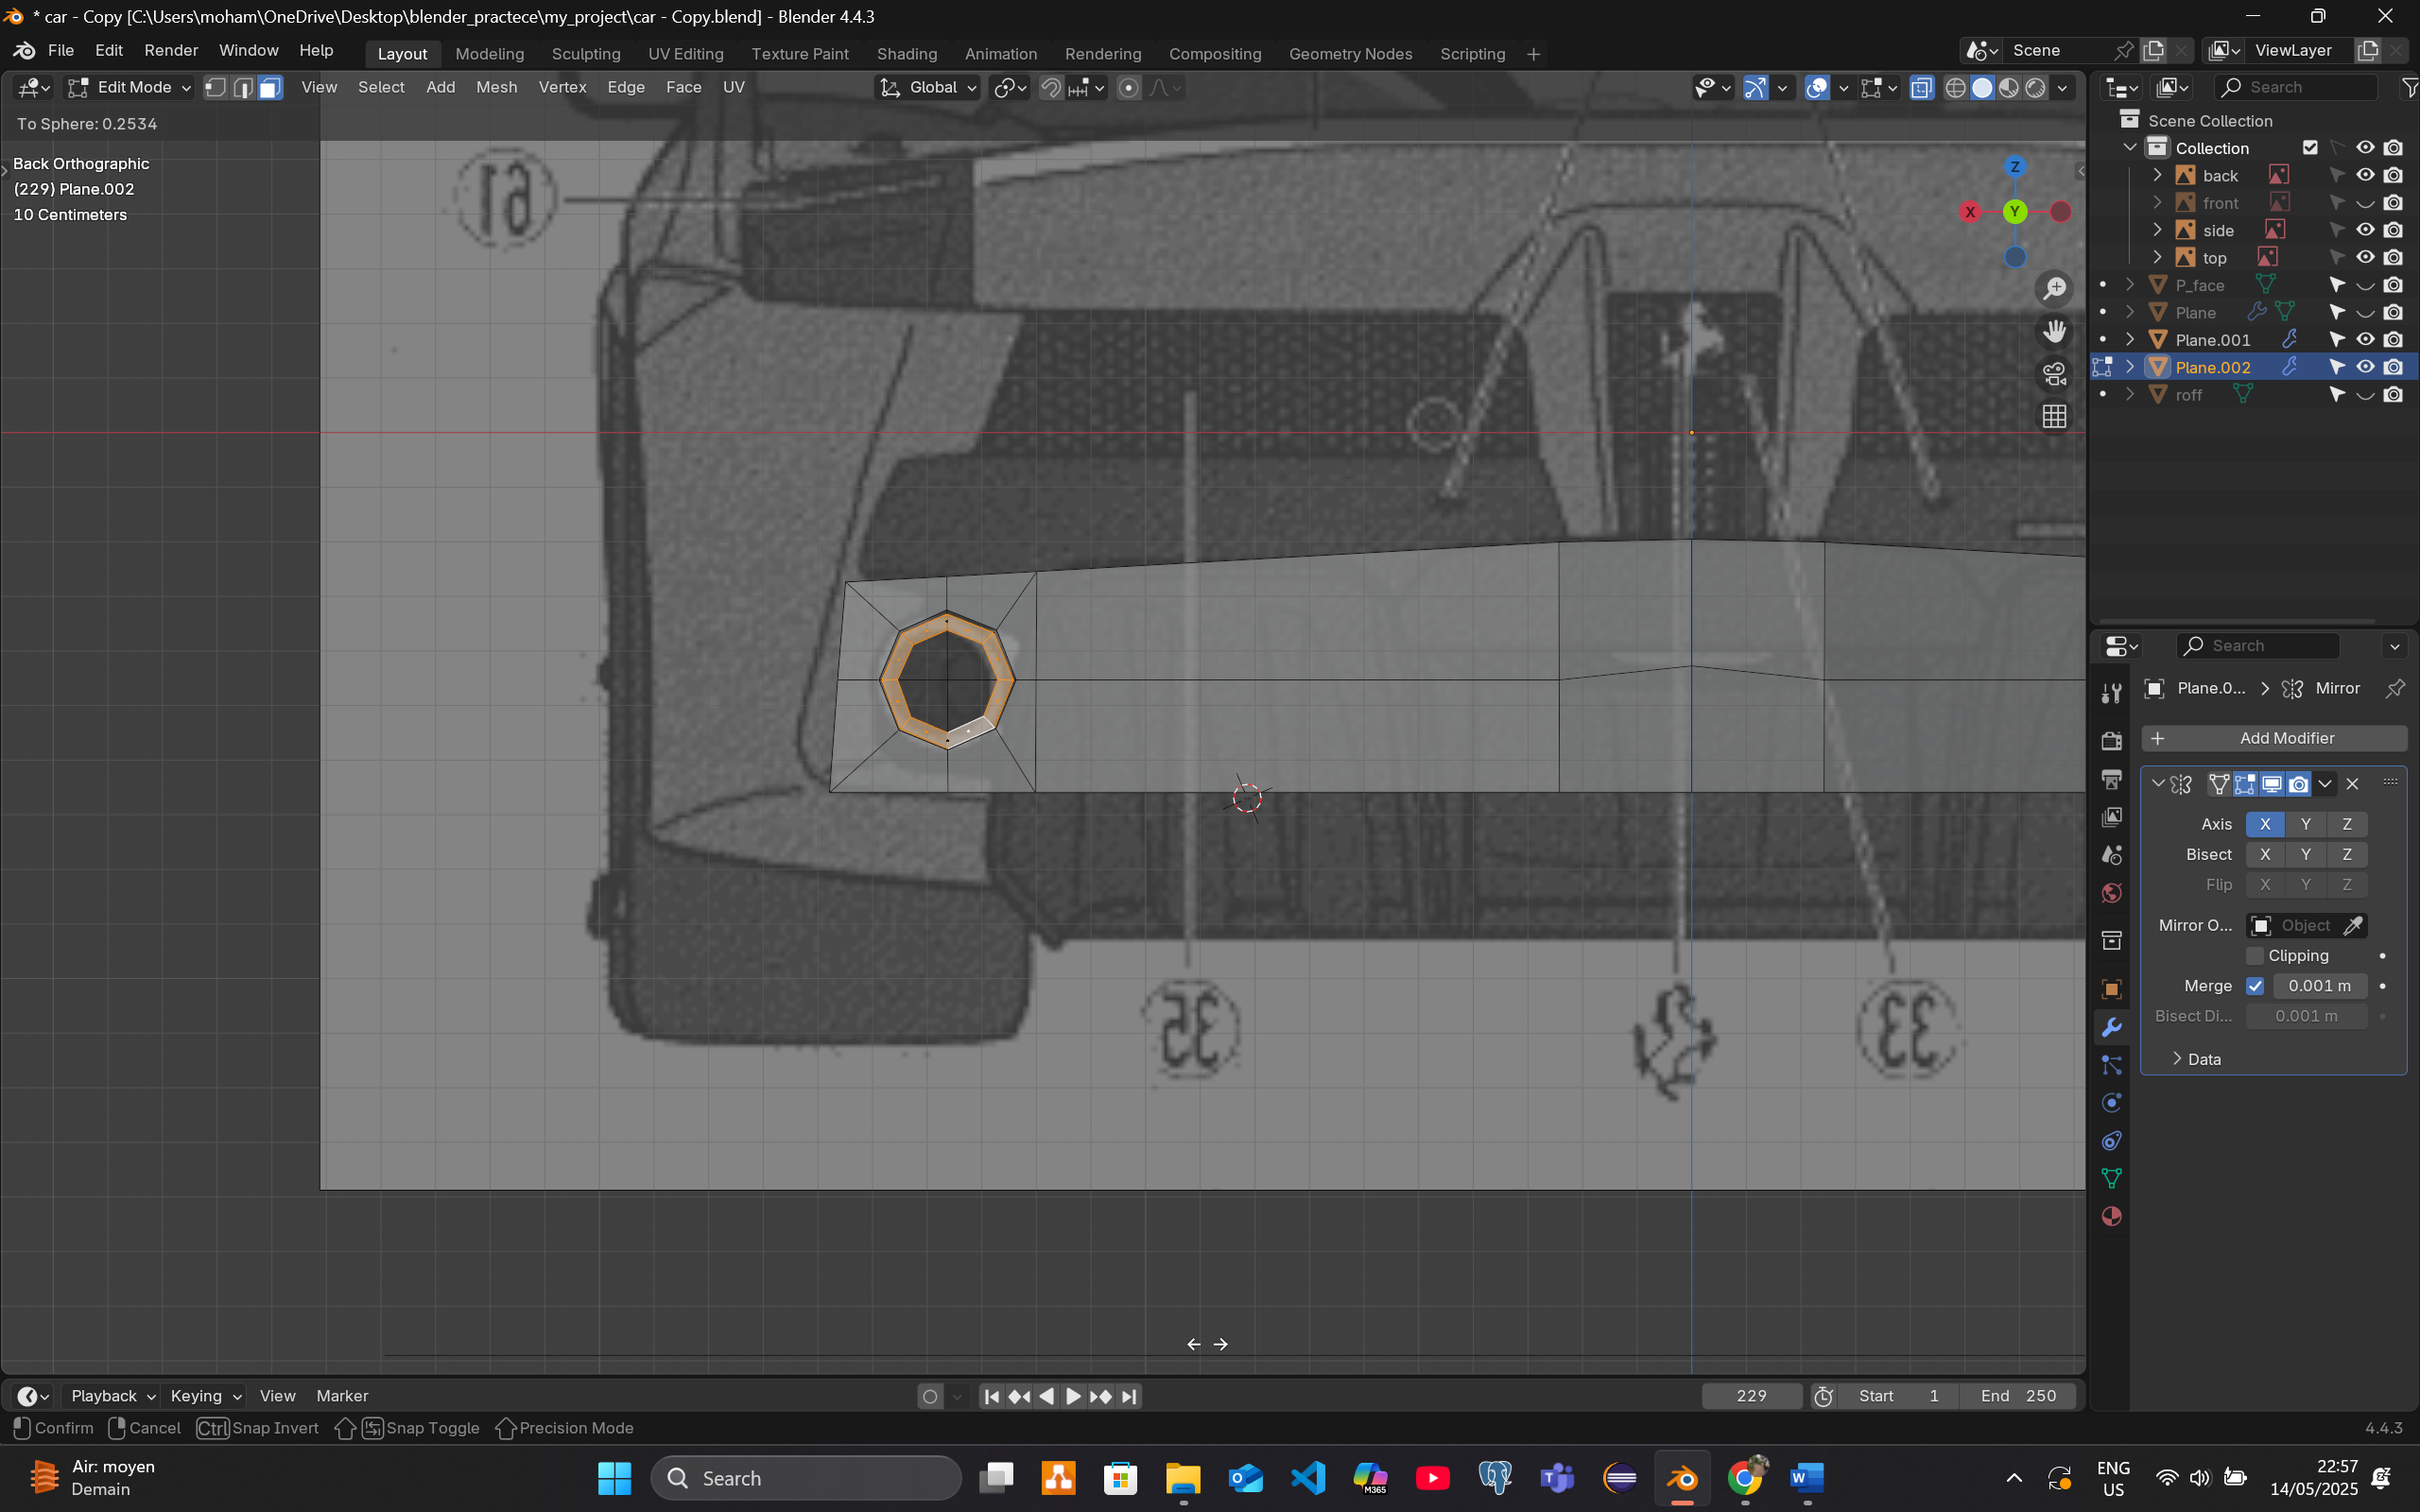 * car - Copy [C:\Users\moham\OneDrive\Desktop\blender_practece\my_project\car - Copy.blend] - Blender 4.4.3
File Edit Render Window Help Layout Modeling Sculpting UV Editing Texture Paint Shading Animation Rendering Compositing Geometry Nodes Scripting + Scene ViewLayer
Edit Mode View Select Add Mesh Vertex Edge Face UV Global Search
To Sphere: 0.2534
Back Orthographic
(229) Plane.002
10 Centimeters
Z
X Y
Scene Collection
Collection
back
front
side
top
P_face
Plane
Plane.001
Plane.002
roff
19
35
33
Search
Plane.0... > Mirror
+ Add Modifier
Axis X Y Z
Bisect X Y Z
Flip X Y Z
Mirror O... Object
Clipping
Merge 0.001 m
Bisect Di... 0.001 m
> Data
Playback Keying View Marker 229 Start 1 End 250
Confirm Cancel Ctrl Snap Invert Snap Toggle Precision Mode 4.4.3
Air: moyen
Demain
Search
M365
ENG
US
22:57
14/05/2025